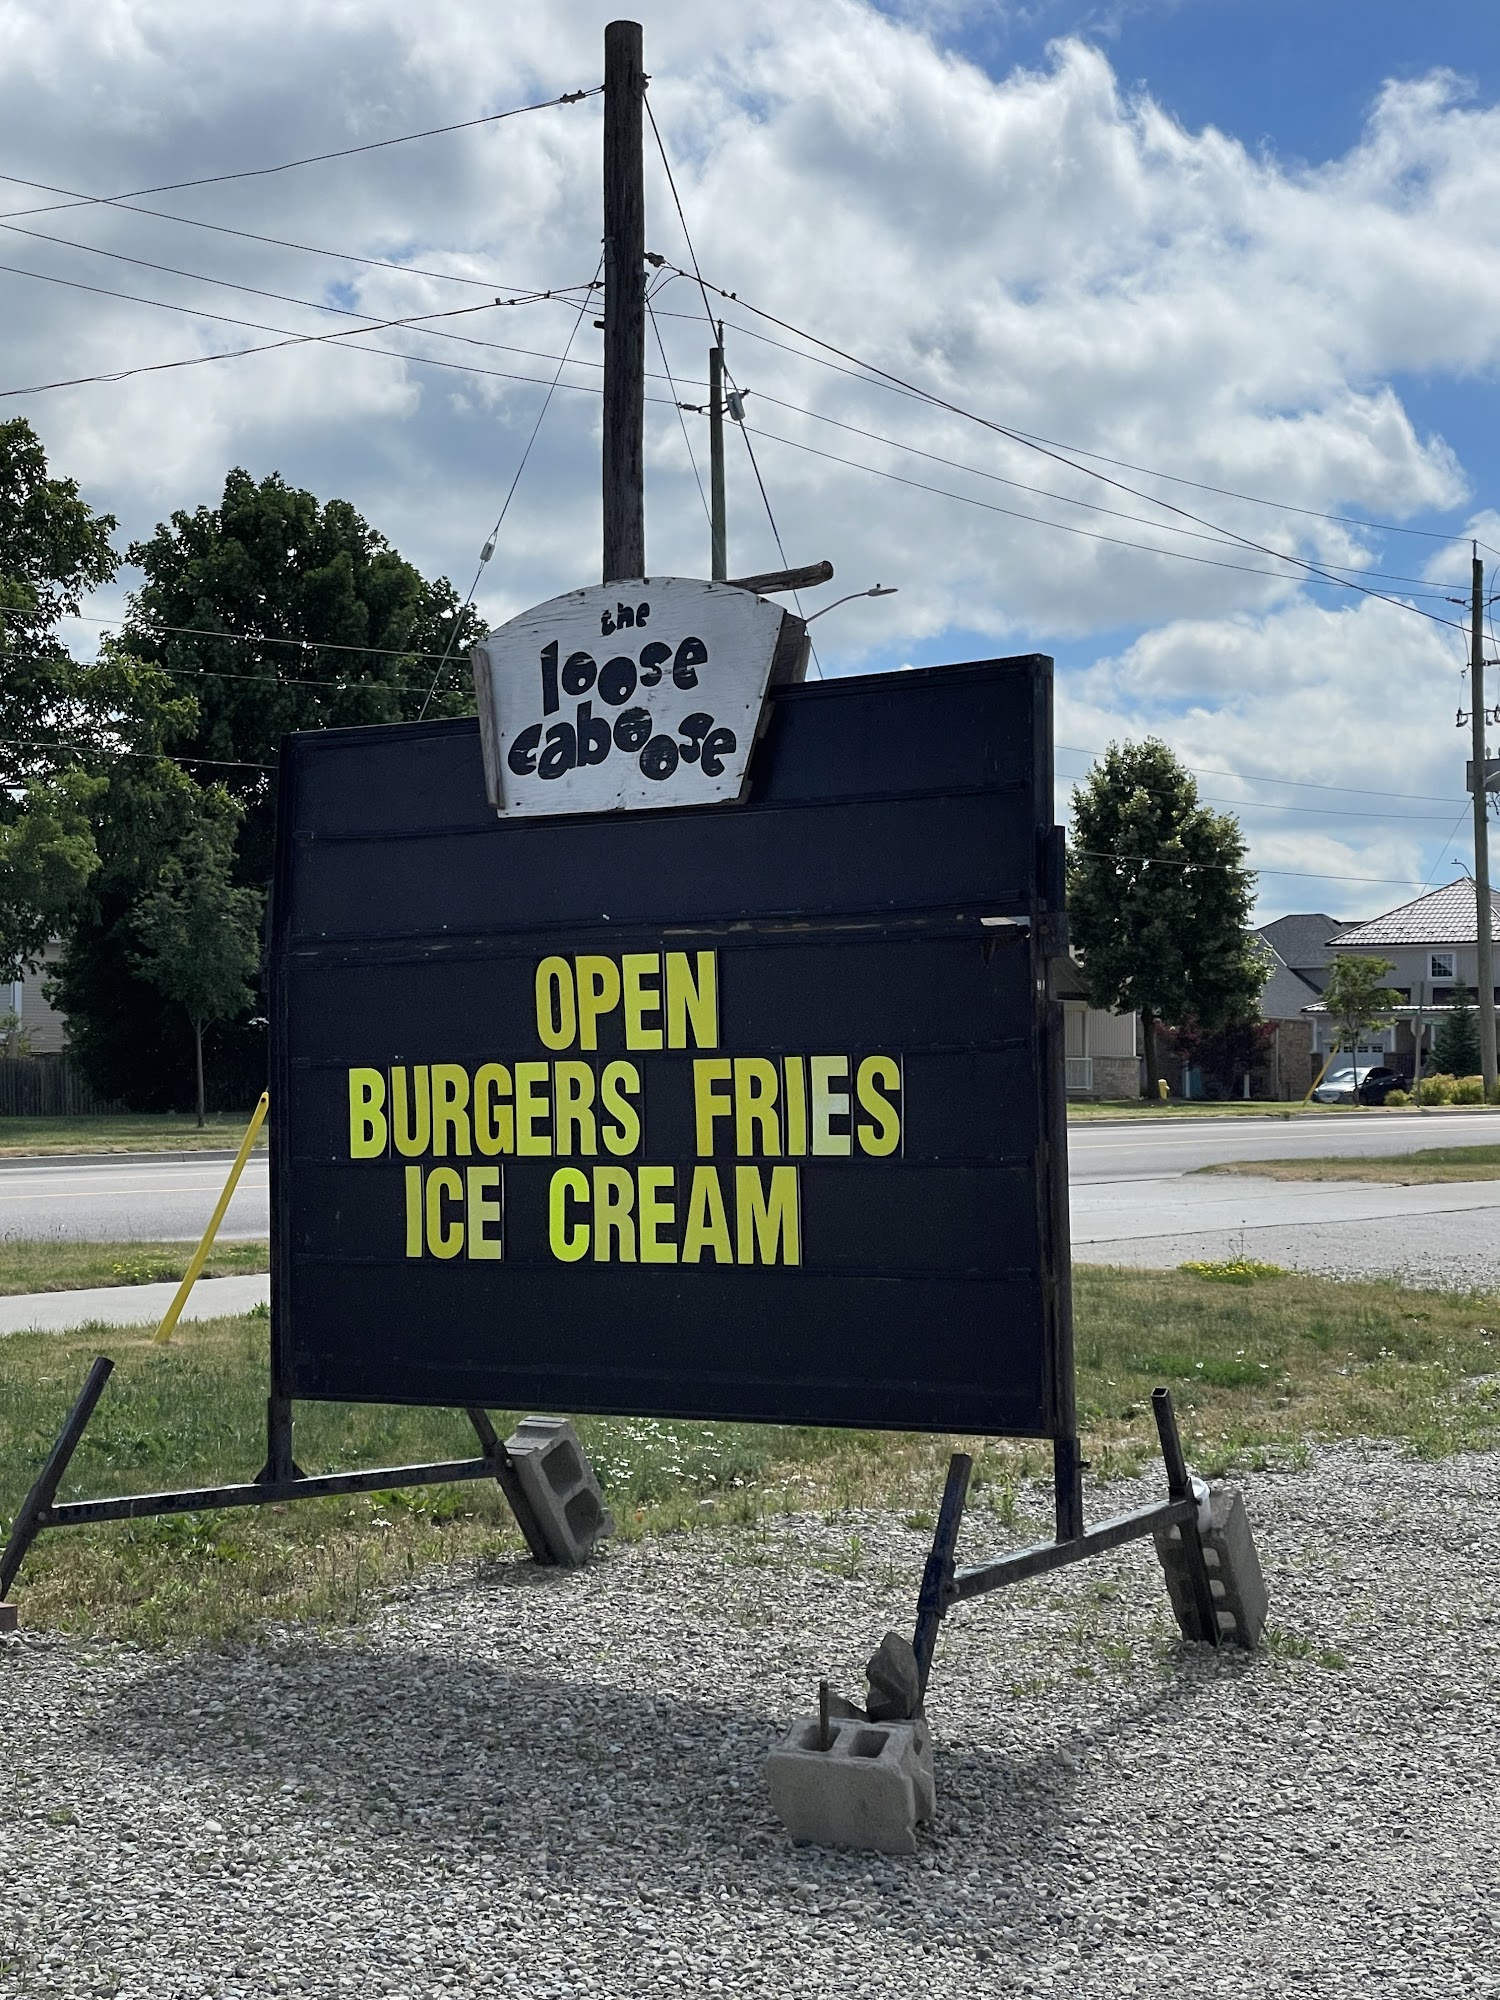 the
loose
caboose
OPEN
BURGERS FRIES
ICE CREAM